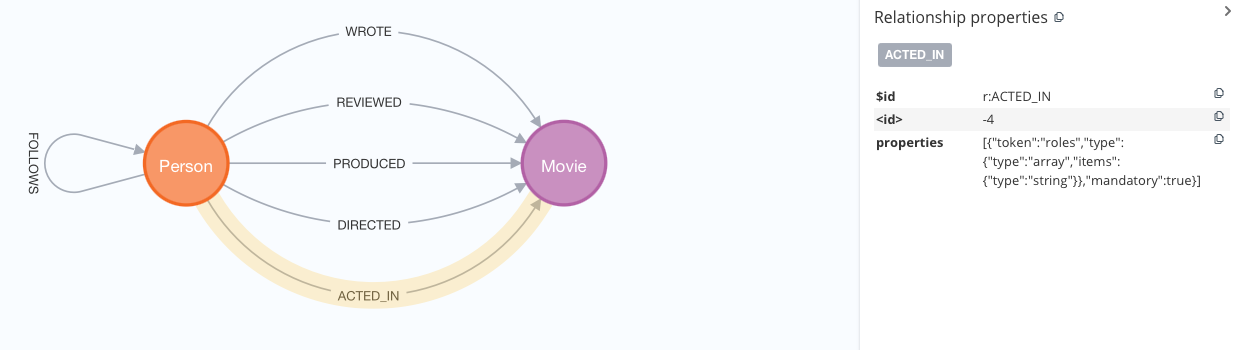 WROTE
REVIEWED
FOLLOWS
Person
PRODUCED
Movie
DIRECTED
ACTED_IN
Relationship properties
ACTED_IN
$id r:ACTED_IN
<id> -4
properties [{"token":"roles","type":
{"type":"array","items":
{"type":"string"}},"mandatory":true}]